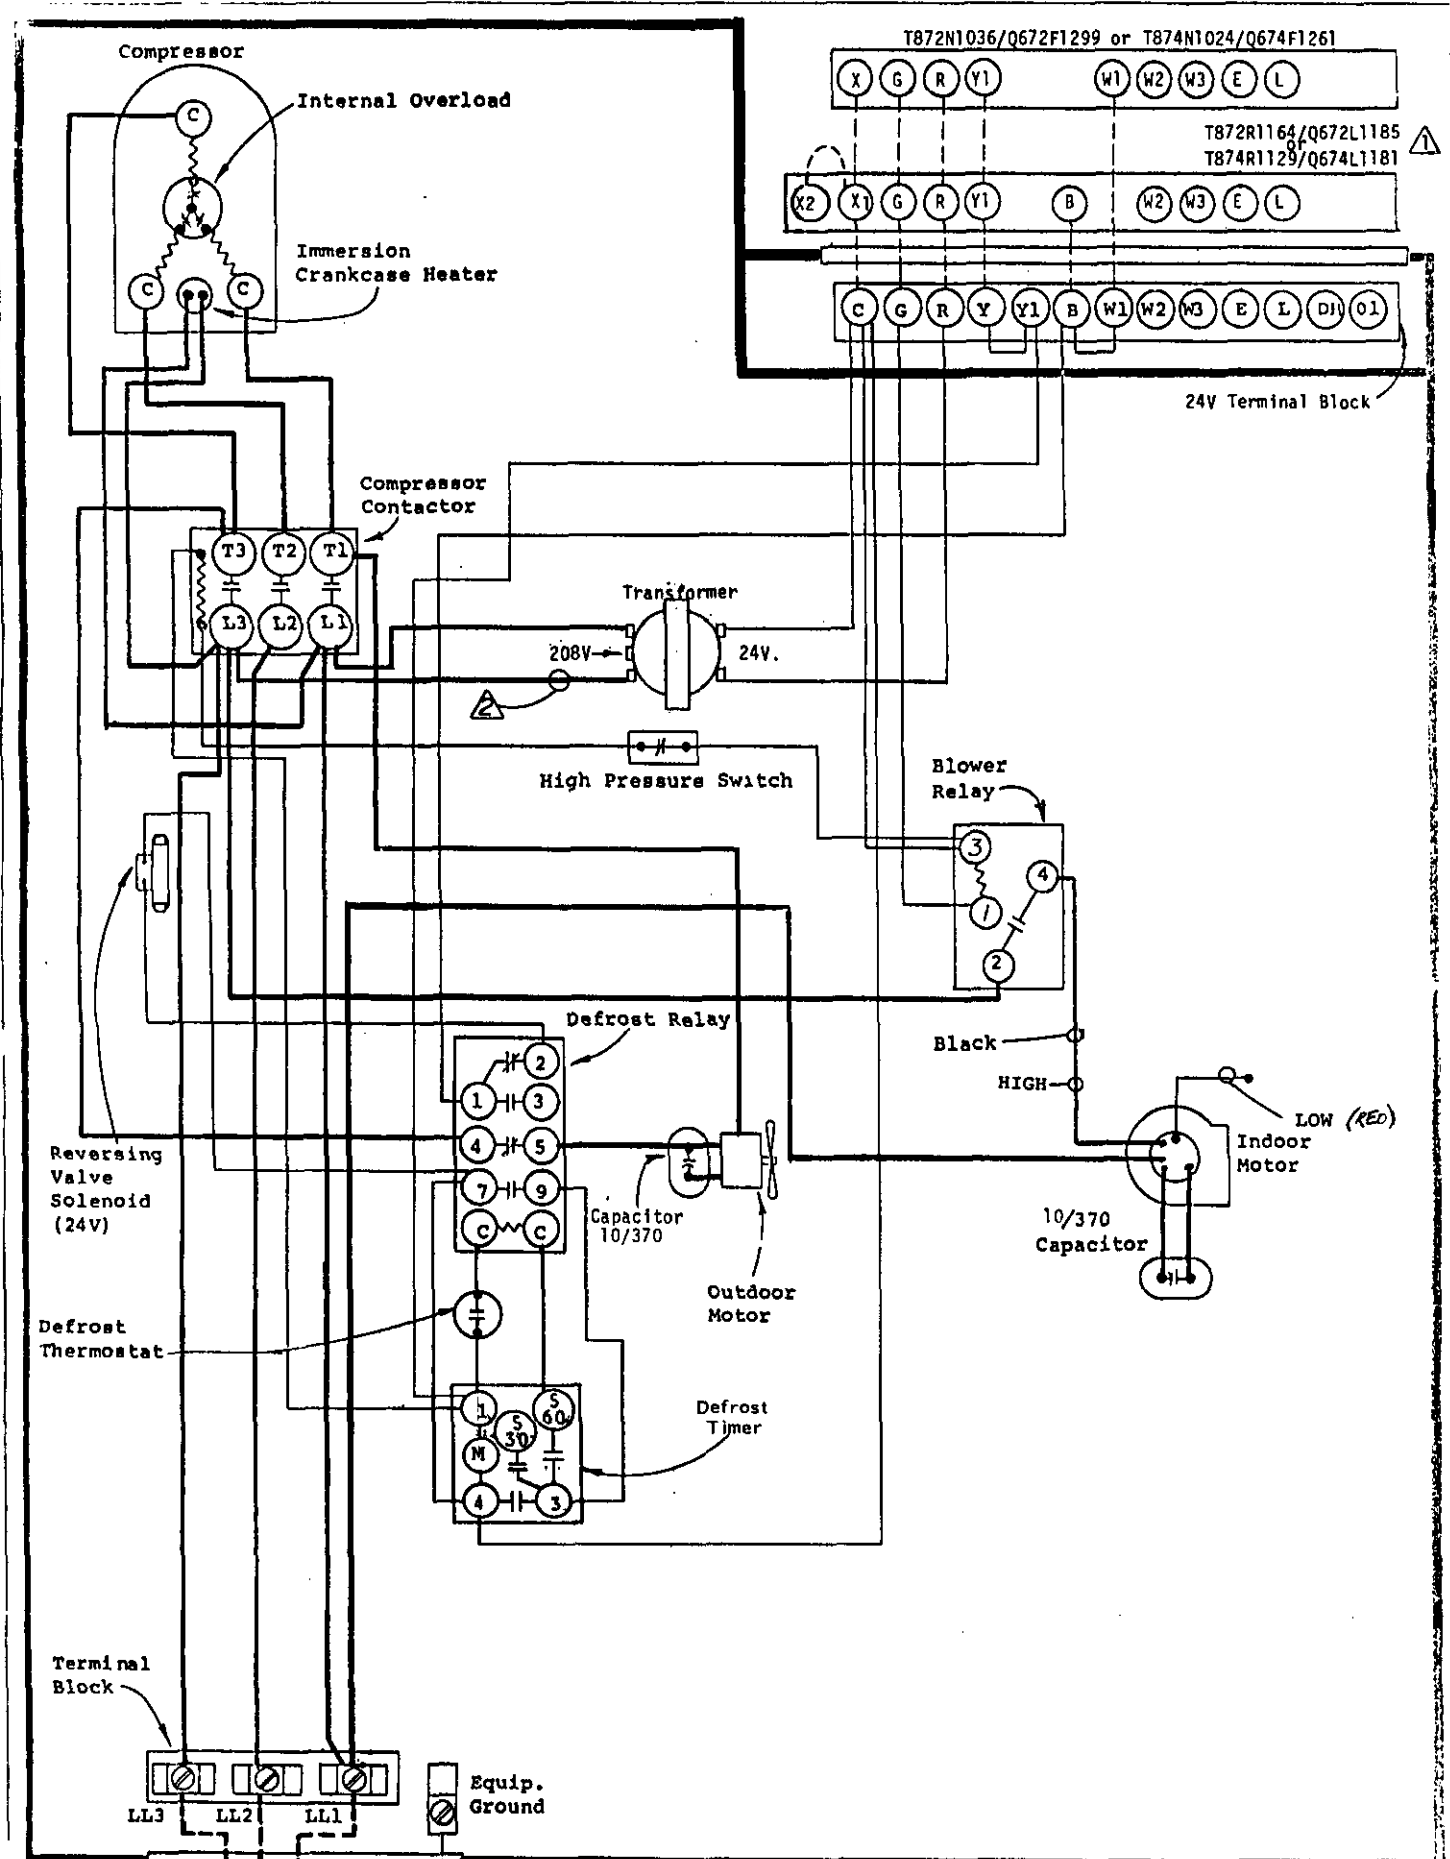 Compressor
C
Internal Overload
C
C
Immersion
Crankcase Heater
T872N1036/Q672F1299 or T874N1024/Q674F1261
X G R Y1 W1 W2 W3 E L
T872R1164/Q672L1185
or
T874R1129/Q674L1181
1
X2 X1 G R Y1 B W2 W3 E L
C G R Y Y1 B W1 W2 W3 E L O1
24V Terminal Block
Compressor
Contactor
T3 T2 T1
L3 L2 L1
Transformer
208V
24V.
2
High Pressure Switch
Blower
Relay
3
4
1
2
Black
HIGH
LOW (RED)
Indoor
Motor
10/370
Capacitor
Defrost Relay
2
1 3
4 5
7 9
C C
Reversing
Valve
Solenoid
(24V)
Capacitor
10/370
Outdoor
Motor
Defrost
Thermostat
Defrost
Timer
1
S
30
S
60
M
4 3
Terminal
Block
LL3 LL2 LL1
Equip.
Ground